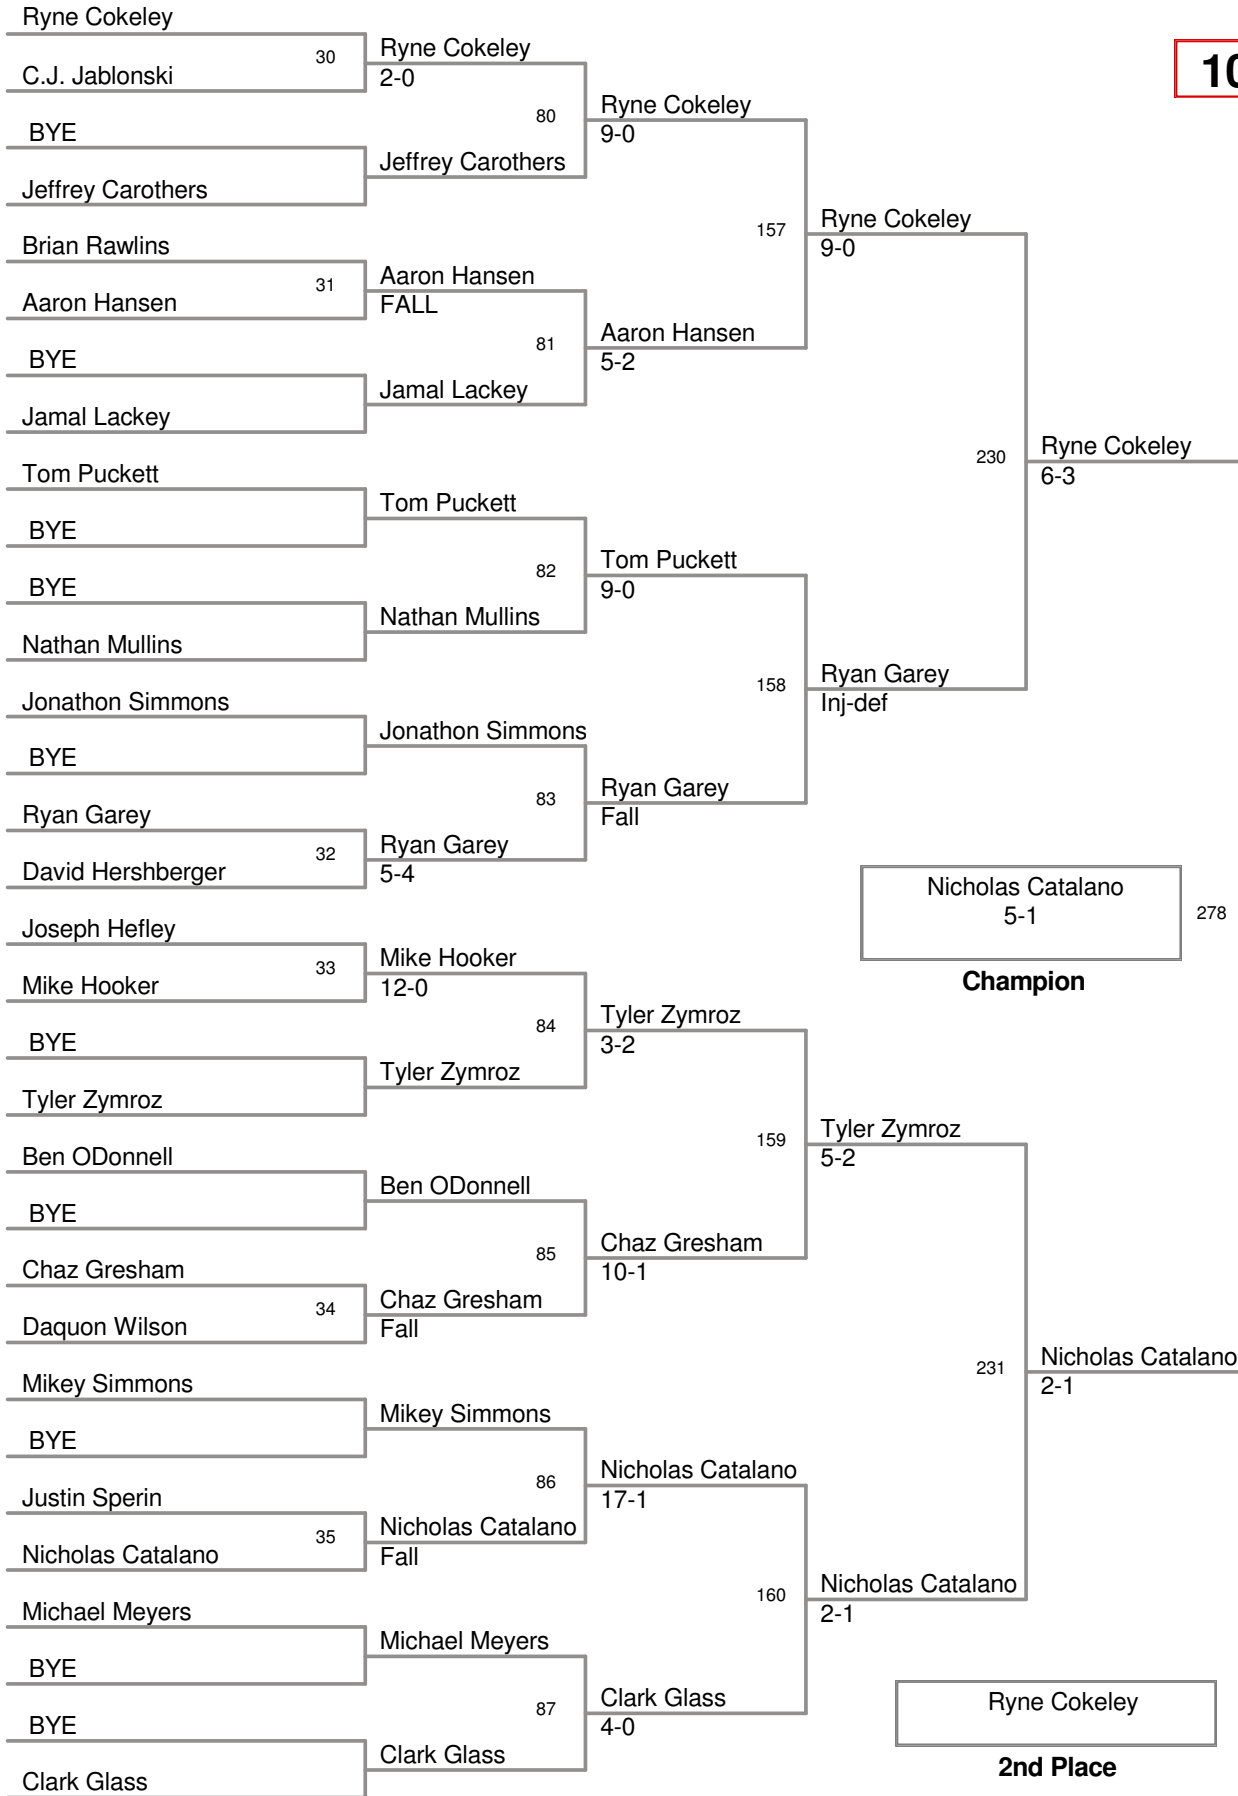 Ryne Cokeley
C.J. Jablonski
BYE
Jeffrey Carothers
Brian Rawlins
Aaron Hansen
BYE
Jamal Lackey
Tom Puckett
BYE
BYE
Nathan Mullins
Jonathon Simmons
BYE
Ryan Garey
David Hershberger
Joseph Hefley
Mike Hooker
BYE
Tyler Zymroz
Ben ODonnell
BYE
Chaz Gresham
Daquon Wilson
Mikey Simmons
BYE
Justin Sperin
Nicholas Catalano
Michael Meyers
BYE
BYE
Clark Glass
30
31
32
33
34
35
Ryne Cokeley
2-0
Jeffrey Carothers
Aaron Hansen
FALL
Jamal Lackey
Tom Puckett
Nathan Mullins
Jonathon Simmons
Ryan Garey
5-4
Mike Hooker
12-0
Tyler Zymroz
Ben ODonnell
Chaz Gresham
Fall
Mikey Simmons
Nicholas Catalano
Fall
Michael Meyers
Clark Glass
80
81
82
83
84
85
86
87
Ryne Cokeley
9-0
Aaron Hansen
5-2
Tom Puckett
9-0
Ryan Garey
Fall
Tyler Zymroz
3-2
Chaz Gresham
10-1
Nicholas Catalano
17-1
Clark Glass
4-0
157
158
159
160
Ryne Cokeley
9-0
Ryan Garey
Inj-def
Tyler Zymroz
5-2
Nicholas Catalano
2-1
230
231
Ryne Cokeley
6-3
Nicholas Catalano
2-1
10
Nicholas Catalano
5-1
278
Champion
Ryne Cokeley
2nd Place